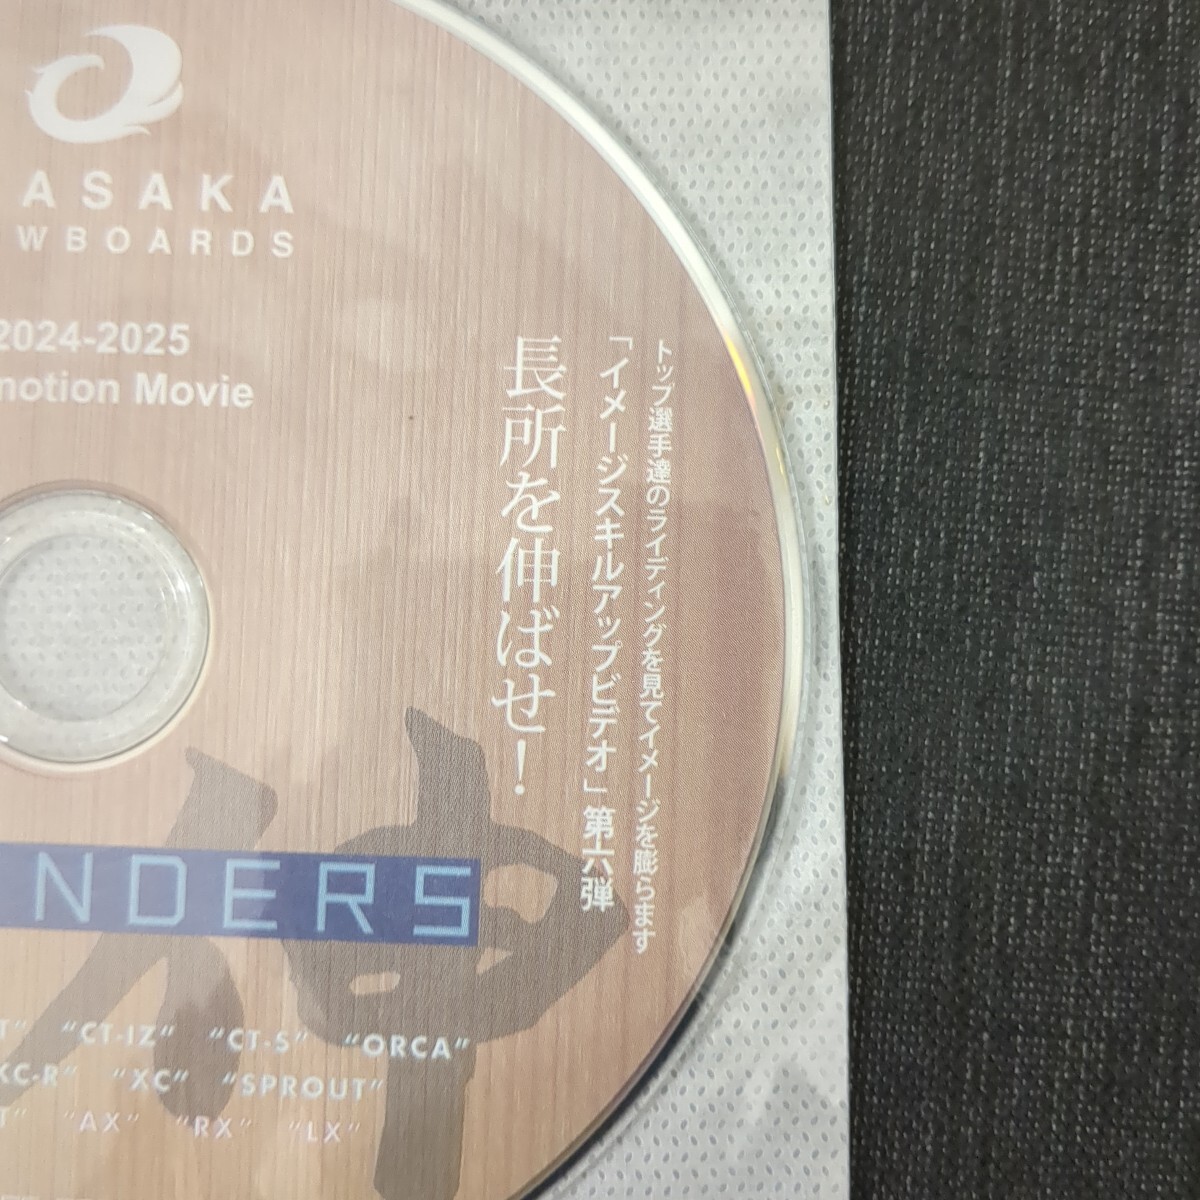 ASAKA
WBOARDS
2024-2025
motion Movie
トップ選手達のライディングを見てイメージを膨らます
「イメージスキルアップビデオ」第六弾
長所を伸ばせ!
伸
NDERS
T" "CT-IZ" "CT-S" "ORCA"
XC-R" "XC" "SPROUT"
T" "AX" "RX" "LX"